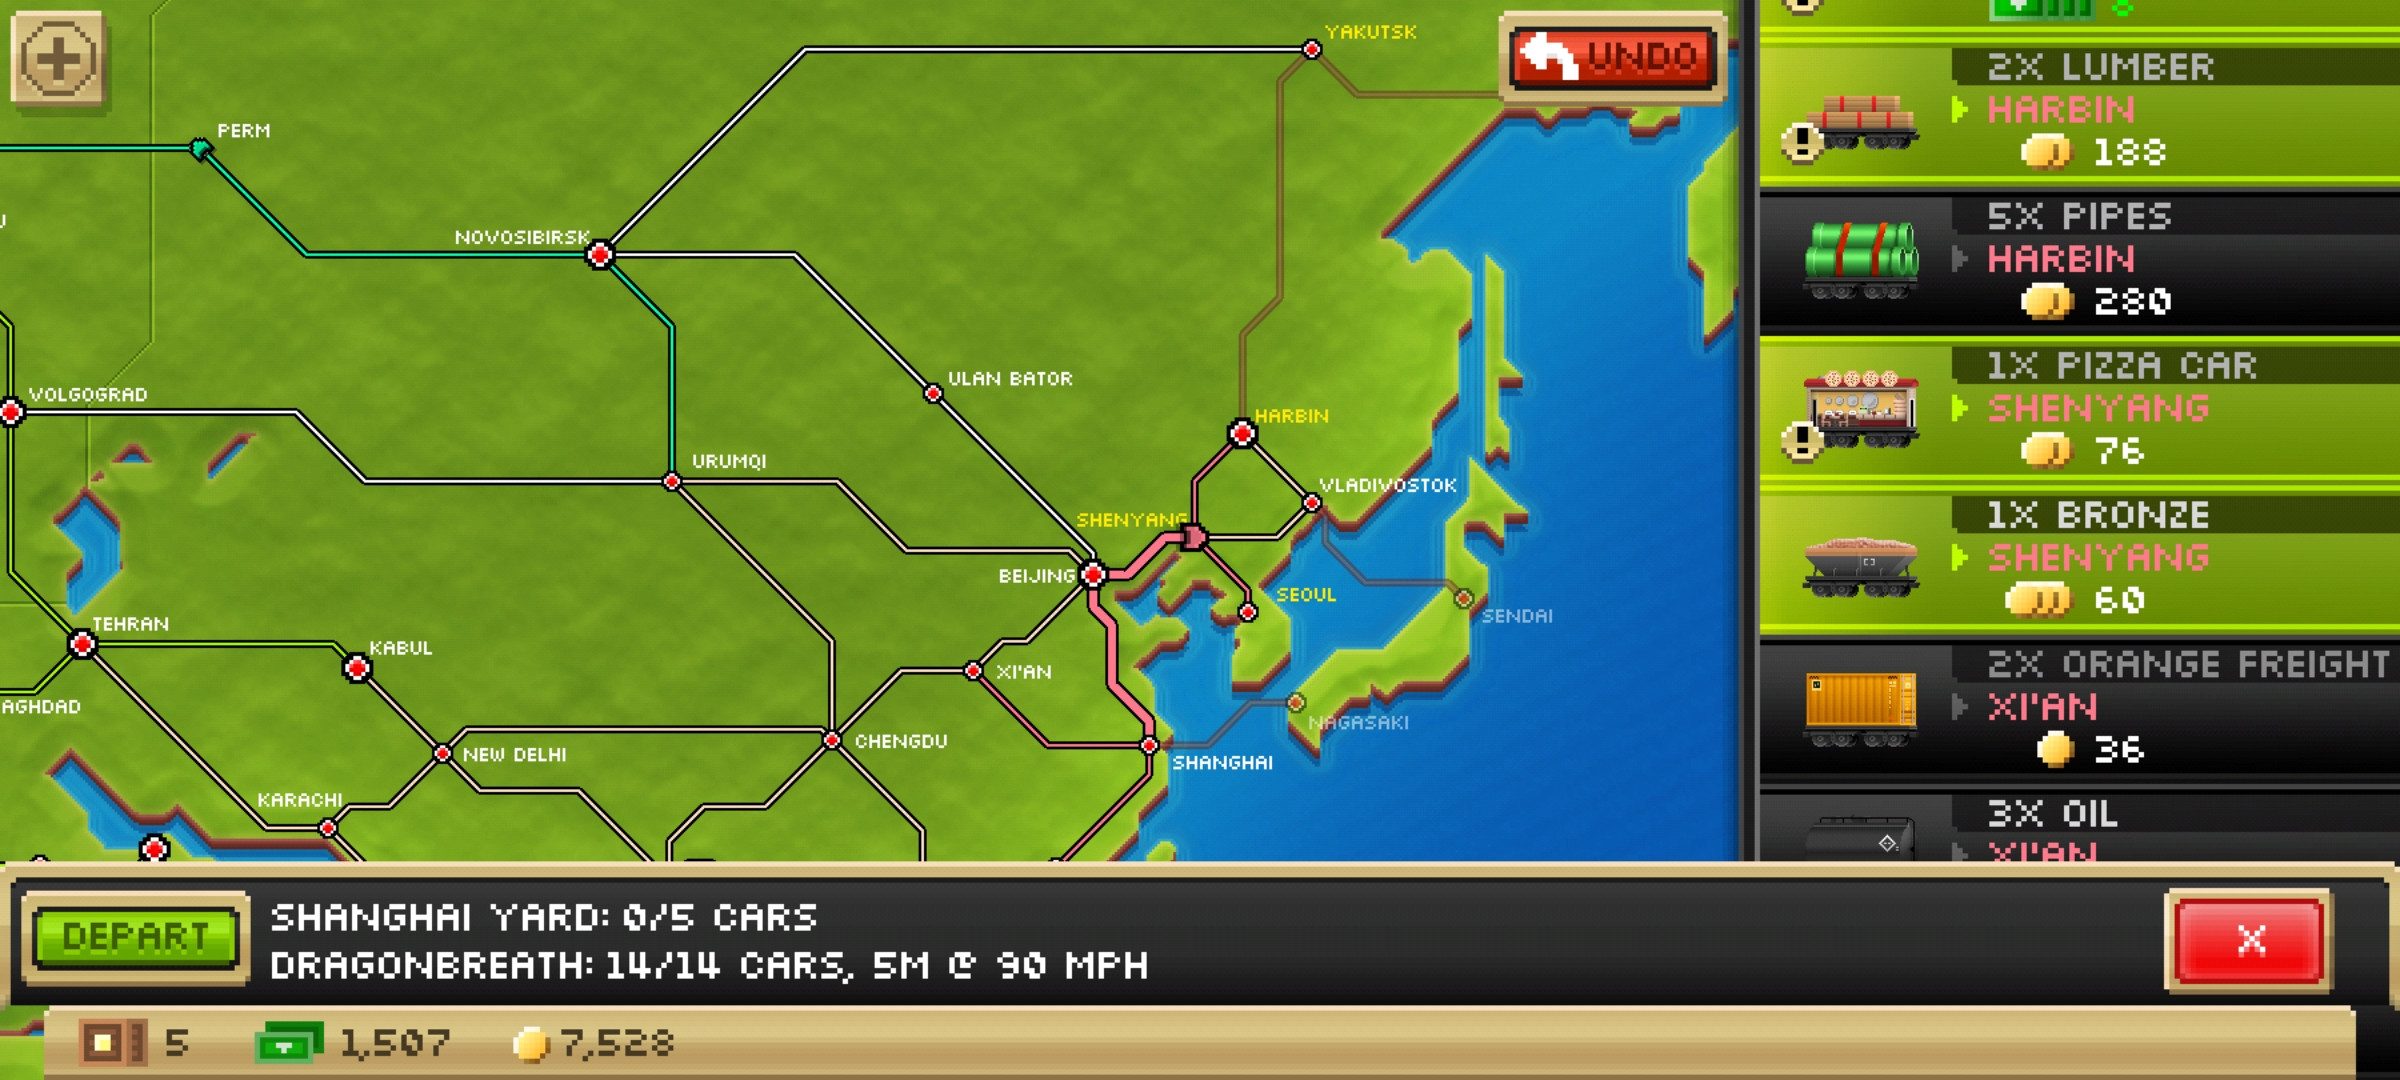 YAKUTSK
UNDO
PERM
NOVOSIBIRSK
ULAN BATOR
VOLGOGRAD
HARBIN
URUMQI
VLADIVOSTOK
SHENYANG
BEIJING
SEOUL
SENDAI
TEHRAN
KABUL
XI'AN
AGHDAD
NAGASAKI
NEW DELHI
CHENGDU
SHANGHAI
KARACHI
8
2X LUMBER
HARBIN
188
5X PIPES
HARBIN
280
1X PIZZA CAR
SHENYANG
76
1X BRONZE
SHENYANG
60
2X ORANGE FREIGHT
XI'AN
36
3X OIL
XI'AN
DEPART
SHANGHAI YARD: 0/5 CARS
DRAGONBREATH: 14/14 CARS, 5M @ 90 MPH
X
5
1,507
7,528